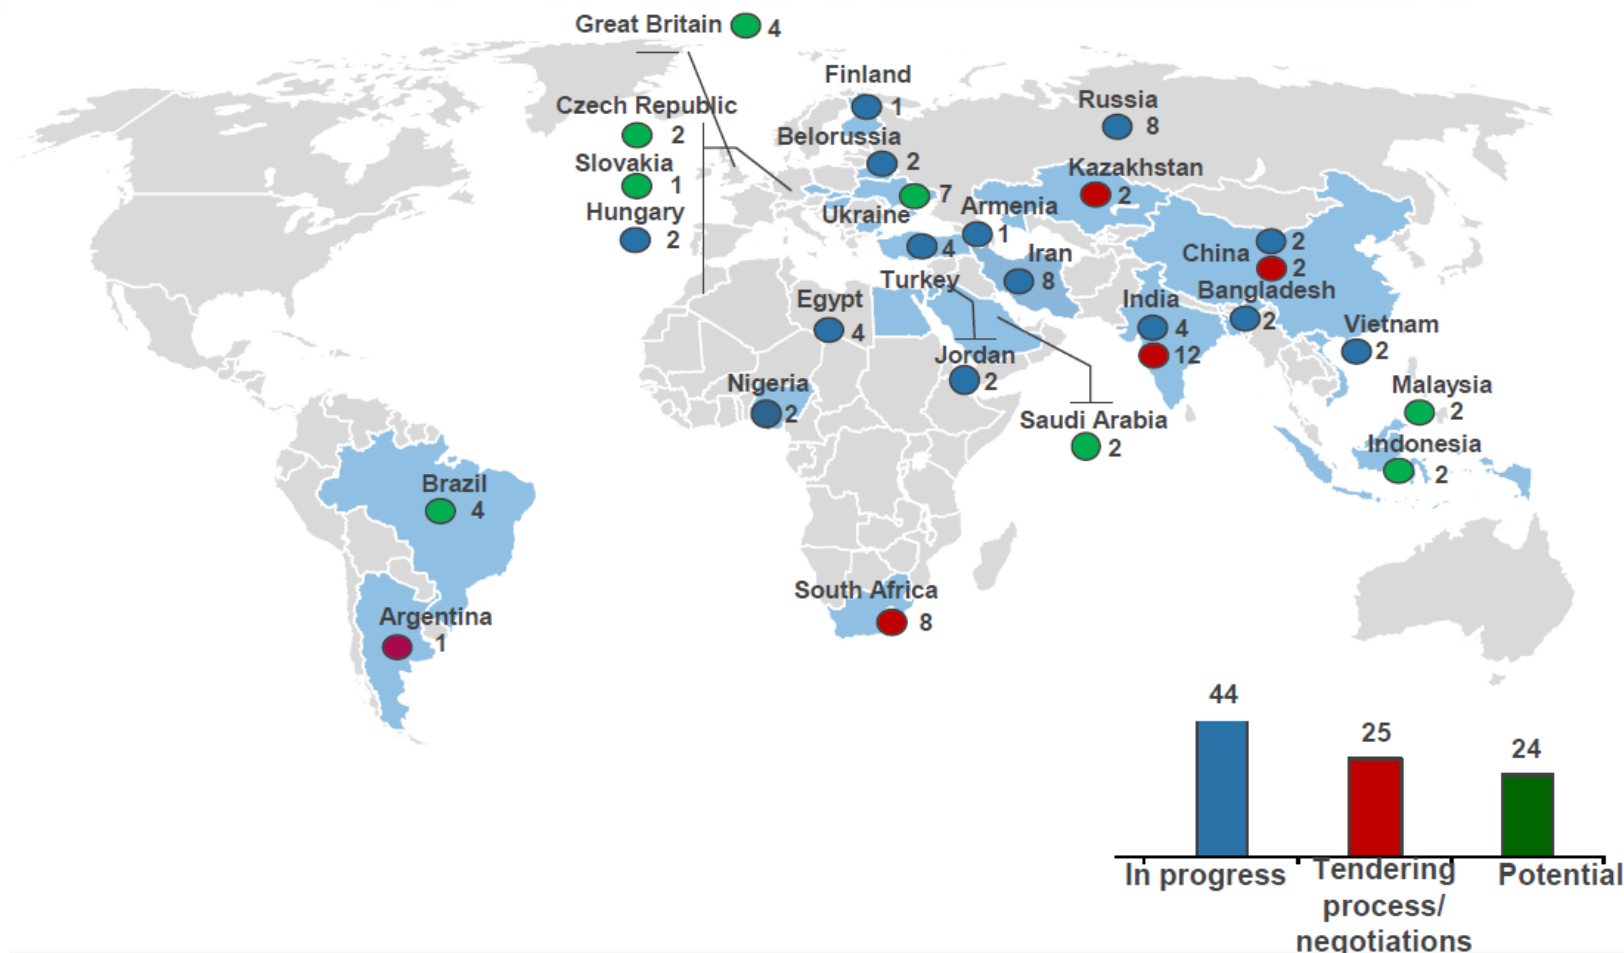 Great Britain 4
Finland
1
Czech Republic
2
Russia
8
Belorussia
2
Slovakia
1
Kazakhstan
2
Hungary
2
7
Ukraine
Armenia
1
4
Turkey
Iran
8
China
2
2
Egypt
4
India
4
12
Bangladesh
2
Vietnam
2
Jordan
2
Nigeria
2
Malaysia
2
Saudi Arabia
2
Indonesia
2
Brazil
4
South Africa
8
Argentina
1
44
25
24
In progress
Tendering
process/
negotiations
Potential